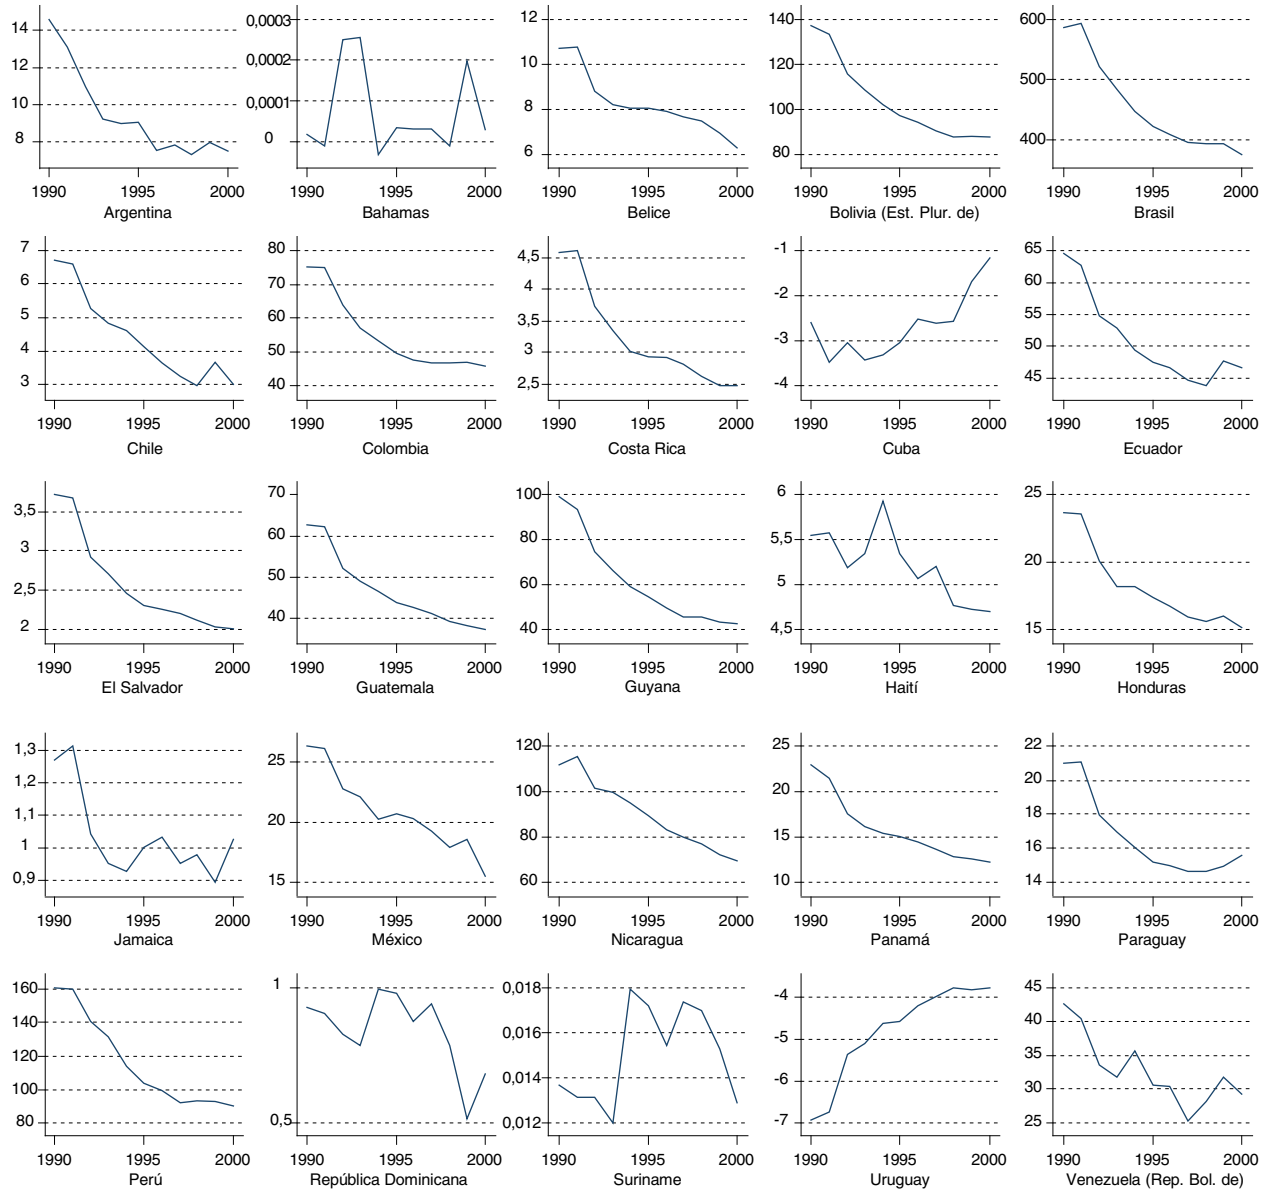 14
12
10
8
1990 1995 2000
Argentina
0,0003
0,0002
0,0001
0
1990 1995 2000
Bahamas
12
10
8
6
1990 1995 2000
Belice
140
120
100
80
1990 1995 2000
Bolivia (Est. Plur. de)
600
500
400
1990 1995 2000
Brasil
7
6
5
4
3
1990 1995 2000
Chile
80
70
60
50
40
1990 1995 2000
Colombia
4,5
4
3,5
3
2,5
1990 1995 2000
Costa Rica
-1
-2
-3
-4
1990 1995 2000
Cuba
65
60
55
50
45
1990 1995 2000
Ecuador
3,5
3
2,5
2
1990 1995 2000
El Salvador
70
60
50
40
1990 1995 2000
Guatemala
100
80
60
40
1990 1995 2000
Guyana
6
5,5
5
4,5
1990 1995 2000
Haití
25
20
15
1990 1995 2000
Honduras
1,3
1,2
1,1
1
0,9
1990 1995 2000
Jamaica
25
20
15
1990 1995 2000
México
120
100
80
60
1990 1995 2000
Nicaragua
25
20
15
10
1990 1995 2000
Panamá
22
20
18
16
14
1990 1995 2000
Paraguay
160
140
120
100
80
1990 1995 2000
Perú
1
0,5
1990 1995 2000
República Dominicana
0,018
0,016
0,014
0,012
1990 1995 2000
Suriname
-4
-5
-6
-7
1990 1995 2000
Uruguay
45
40
35
30
25
1990 1995 2000
Venezuela (Rep. Bol. de)